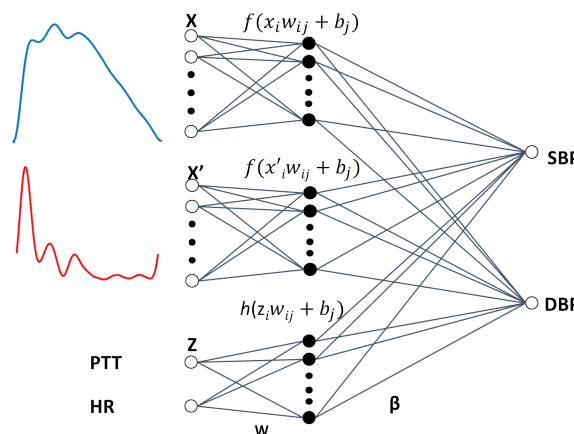 X
f(x_i w_ij + b_j)
X'
f(x'_i w_ij + b_j)
SBP
h(z_i w_ij + b_j)
DBP
Z
PTT
HR
β
w